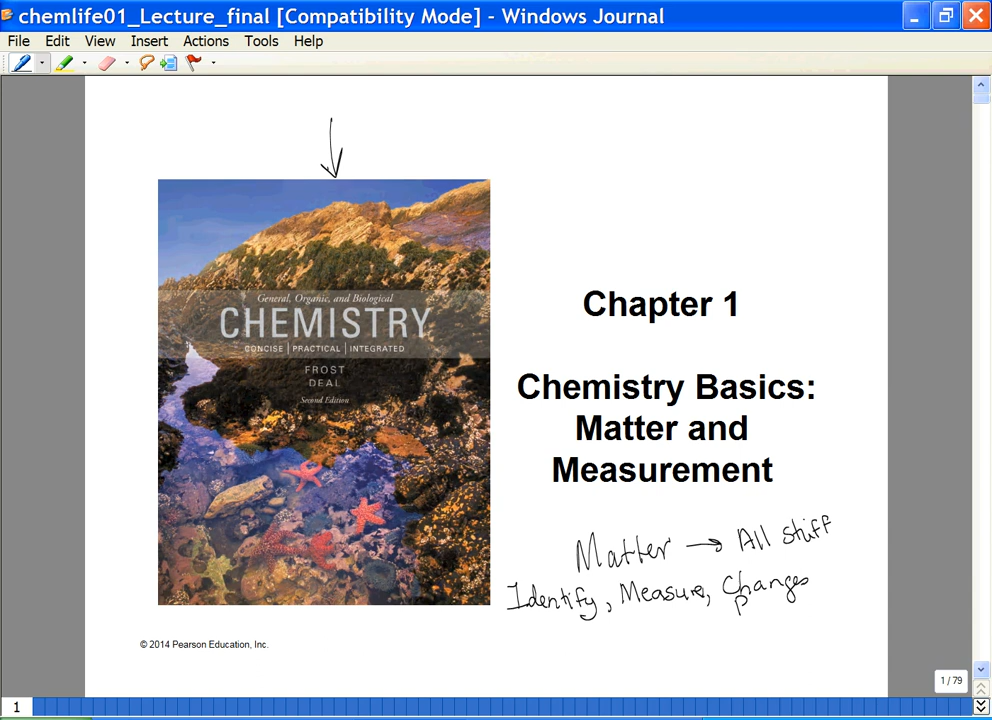 chemlife01_Lecture_final [Compatibility Mode] - Windows Journal
File Edit View Insert Actions Tools Help
General, Organic, and Biological
CHEMISTRY
CONCISE | PRACTICAL | INTEGRATED
FROST
DEAL
Second Edition
Chapter 1
Chemistry Basics:
Matter and
Measurement
Matter → All stuff
Identify, Measure, Changes
© 2014 Pearson Education, Inc.
1 / 79
1